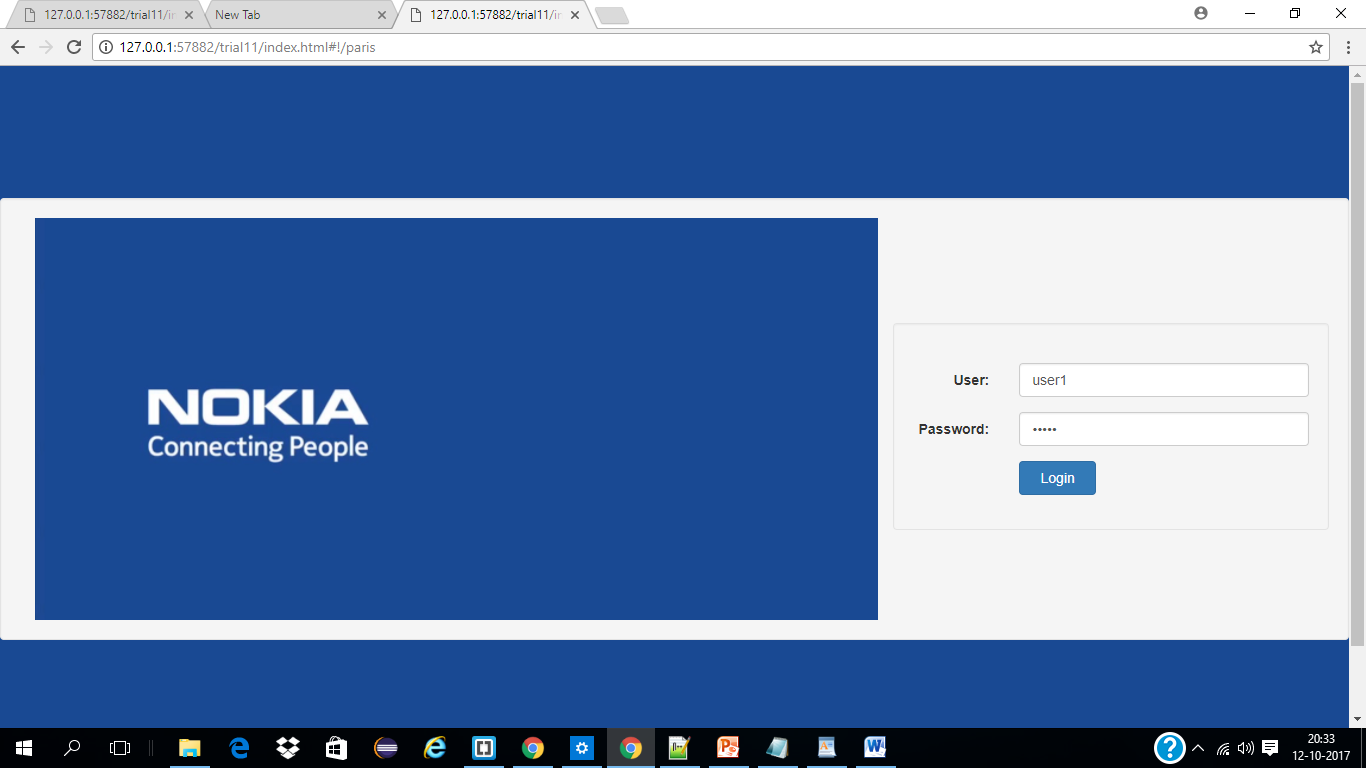 127.0.0.1:57882/trial11/in
New Tab
127.0.0.1:57882/trial11/in
127.0.0.1:57882/trial11/index.html#!/paris
NOKIA
Connecting People
User:
user1
Password:
•••••
Login
20:33
12-10-2017